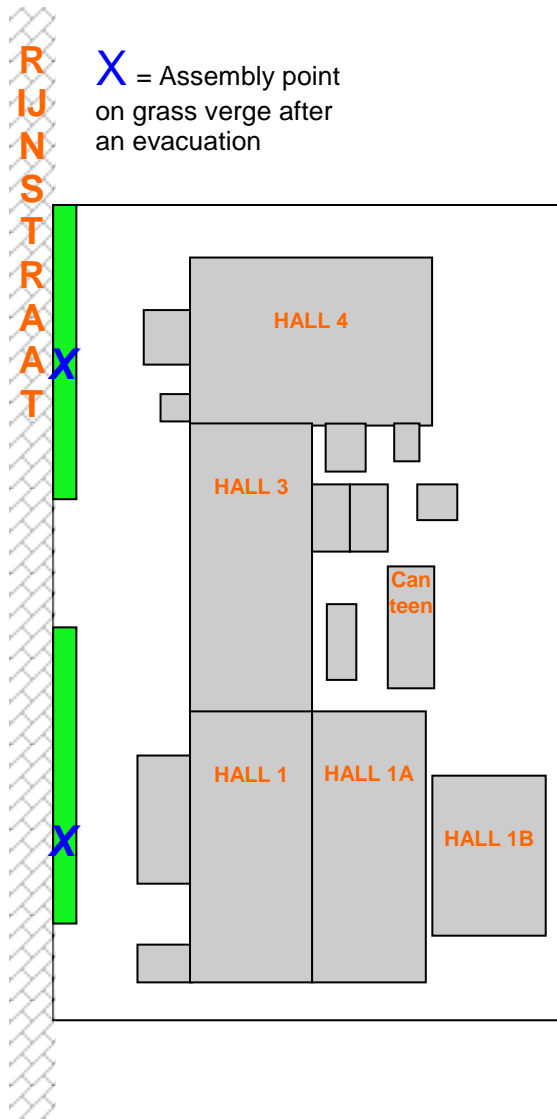 RIJNSTRAAT
X = Assembly point
on grass verge after
an evacuation
HALL 4
X
HALL 3
Can
teen
HALL 1
HALL 1A
HALL 1B
X